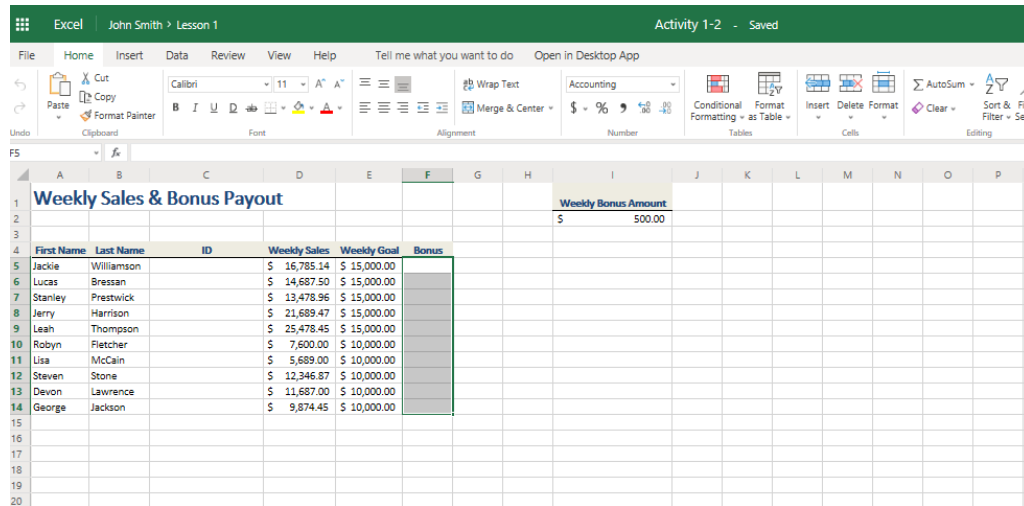 Excel John Smith > Lesson 1 Activity 1-2 - Saved
File Home Insert Data Review View Help Tell me what you want to do Open in Desktop App
Cut
Copy
Paste
Format Painter
Undo
Clipboard
Calibri 11
B I U D ab A
Font
Wrap Text
Merge & Center
Alignment
Accounting
$ % 9
Number
Conditional Formatting
Format as Table
Tables
Insert Delete Format
Cells
AutoSum
Clear
Sort & Filter
Editing
F5 fx
A B C D E F G H I J K L M N O P
1 Weekly Sales & Bonus Payout Weekly Bonus Amount
2 $ 500.00
3
4 First Name Last Name ID Weekly Sales Weekly Goal Bonus
5 Jackie Williamson $ 16,785.14 $ 15,000.00
6 Lucas Bressan $ 14,687.50 $ 15,000.00
7 Stanley Prestwick $ 13,478.96 $ 15,000.00
8 Jerry Harrison $ 21,689.47 $ 15,000.00
9 Leah Thompson $ 25,478.45 $ 15,000.00
10 Robyn Fletcher $ 7,600.00 $ 10,000.00
11 Lisa McCain $ 5,689.00 $ 10,000.00
12 Steven Stone $ 12,346.87 $ 10,000.00
13 Devon Lawrence $ 11,687.00 $ 10,000.00
14 George Jackson $ 9,874.45 $ 10,000.00
15
16
17
18
19
20